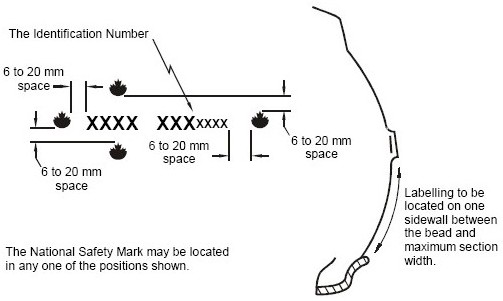 The Identification Number
6 to 20 mm
space
XXXX XXXXXXX
6 to 20 mm
space
6 to 20 mm
space
6 to 20 mm
space
Labelling to be
located on one
sidewall between
the bead and
maximum section
width.
The National Safety Mark may be located
in any one of the positions shown.